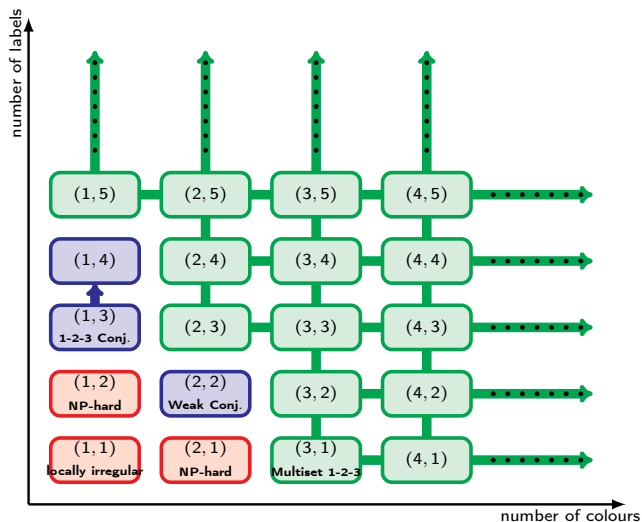 number of labels
(1, 5) (2, 5) (3, 5) (4, 5)
(1, 4) (2, 4) (3, 4) (4, 4)
(1, 3) (2, 3) (3, 3) (4, 3)
1-2-3 Conj.
(1, 2) (2, 2) (3, 2) (4, 2)
NP-hard Weak Conj.
(1, 1) (2, 1) (3, 1) (4, 1)
locally irregular NP-hard Multiset 1-2-3
number of colours